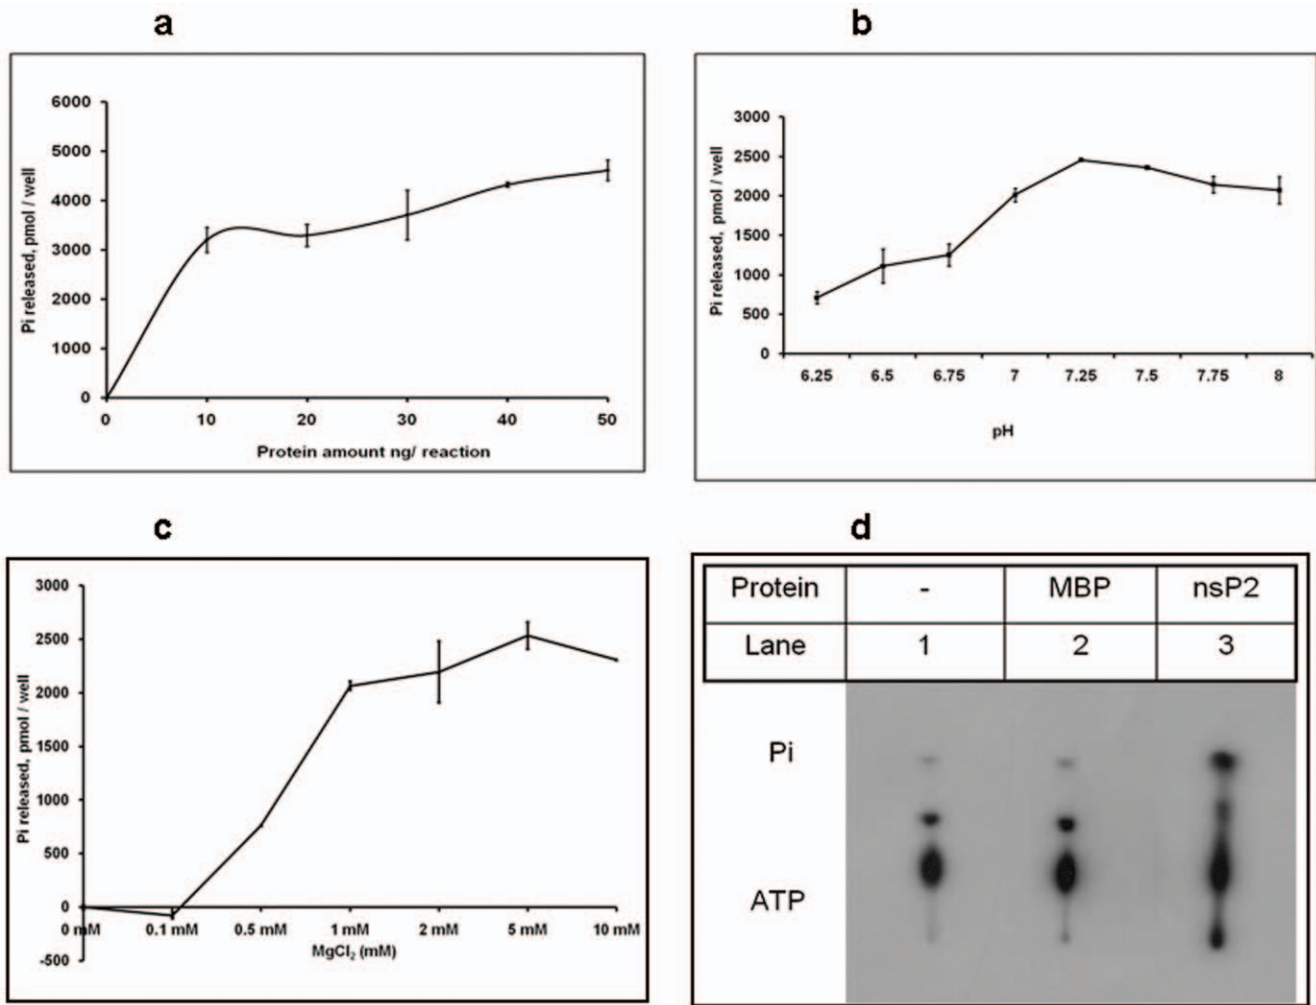 a
6000
5000
4000
3000
2000
1000
0
Pi released, pmol / well
0 10 20 30 40 50
Protein amount ng/ reaction
b
3000
2500
2000
1500
1000
500
0
Pi released, pmol / well
6.25 6.5 6.75 7 7.25 7.5 7.75 8
pH
c
3000
2500
2000
1500
1000
500
0
-500
Pi released, pmol / well
0 mM 0.1 mM 0.5 mM 1 mM 2 mM 5 mM 10 mM
MgCl₂ (mM)
d
Protein - MBP nsP2
Lane 1 2 3
Pi
ATP